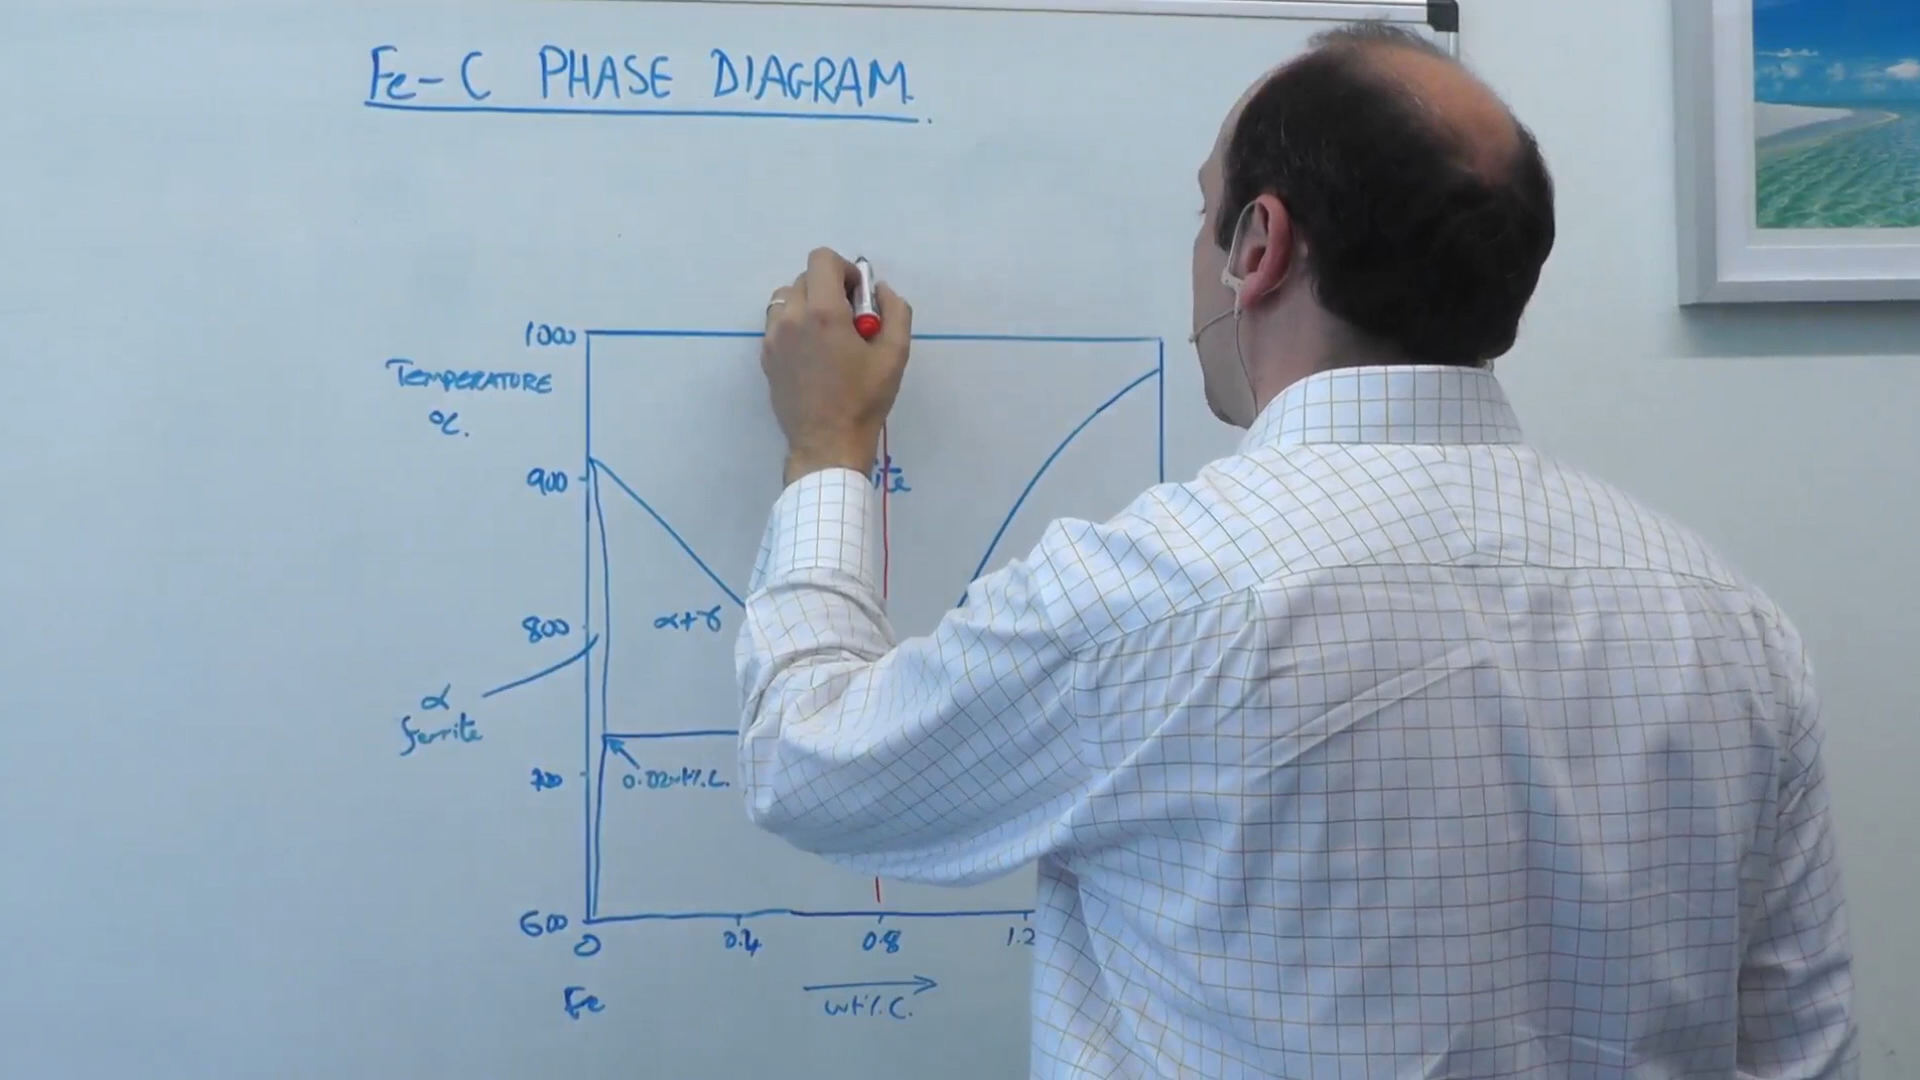 Fe-C PHASE DIAGRAM.
1000
TEMPERATURE
°C.
900
800
α+γ
α
ferrite
700
0.02wt%C.
600
0
0.4
0.8
1.2
Fe
wt%C.